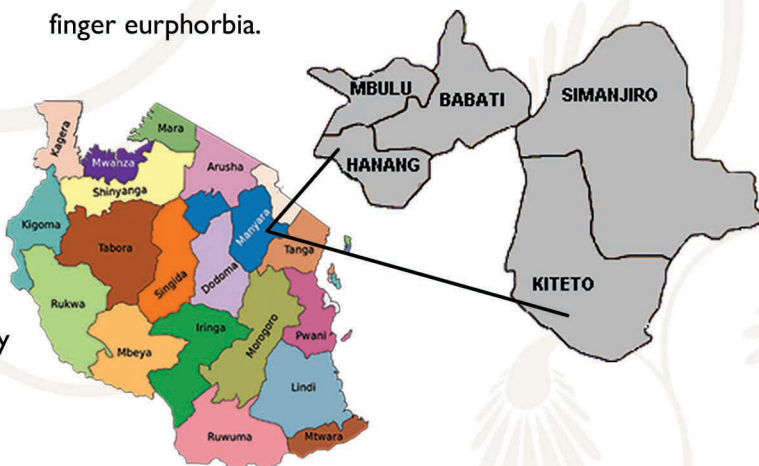 finger eurphorbia.
MBULU
BABATI
SIMANJIRO
HANANG
KITETO
Kagera
Mara
Mwanza
Arusha
Shinyanga
Kigoma
Tabora
Singida
Dodoma
Manyara
Tanga
Rukwa
Iringa
Morogoro
Pwani
Mbeya
Lindi
Ruwuma
Mtwara
y